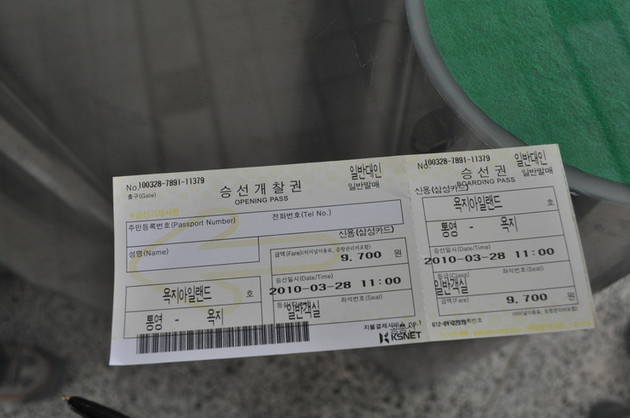 No. 100328-7891-11379
일반대인
출구(Gate)
승선개찰권
일반발매
OPENING PASS
주민등록번호(Passport Number)
전화번호(Tel No.)
성명(Name)
신용(삼성카드)
금액(Fare)
9,700 원
승선일시(Date/Time)
2010-03-28 11:00
욕지아일랜드 호
좌석번호(Seat)
일반객실
통영 - 욕지
KSNET
No. 100328-7891-11379
일반대인
승선권
일반발매
BOARDING PASS
신용(삼성카드)
욕지아일랜드 호
통영 - 욕지
승선일시(Date/Time)
2010-03-28 11:00
좌석번호(Seat)
일반객실
금액(Fare)
9,700 원